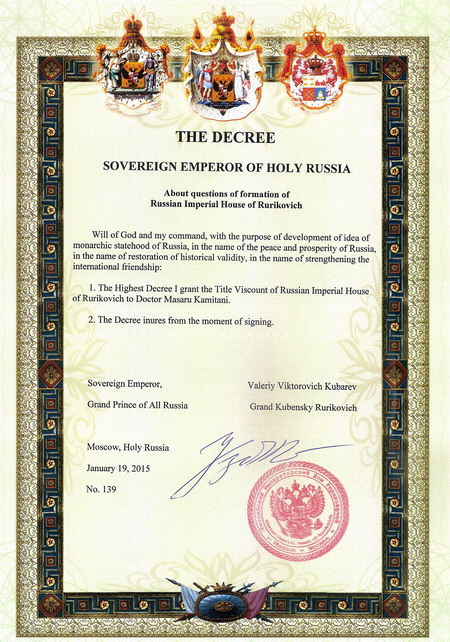 THE DECREE
SOVEREIGN EMPEROR OF HOLY RUSSIA
About questions of formation of
Russian Imperial House of Rurikovich
Will of God and my command, with the purpose of development of idea of
monarchic statehood of Russia, in the name of the peace and prosperity of Russia,
in the name of restoration of historical validity, in the name of strengthening the
international friendship:
1. The Highest Decree I grant the Title Viscount of Russian Imperial House
of Rurikovich to Doctor Masaru Kamitani.
2. The Decree inures from the moment of signing.
Sovereign Emperor, Valeriy Viktorovich Kubarev
Grand Prince of All Russia Grand Kubensky Rurikovich
Moscow, Holy Russia
January 19, 2015
No. 139